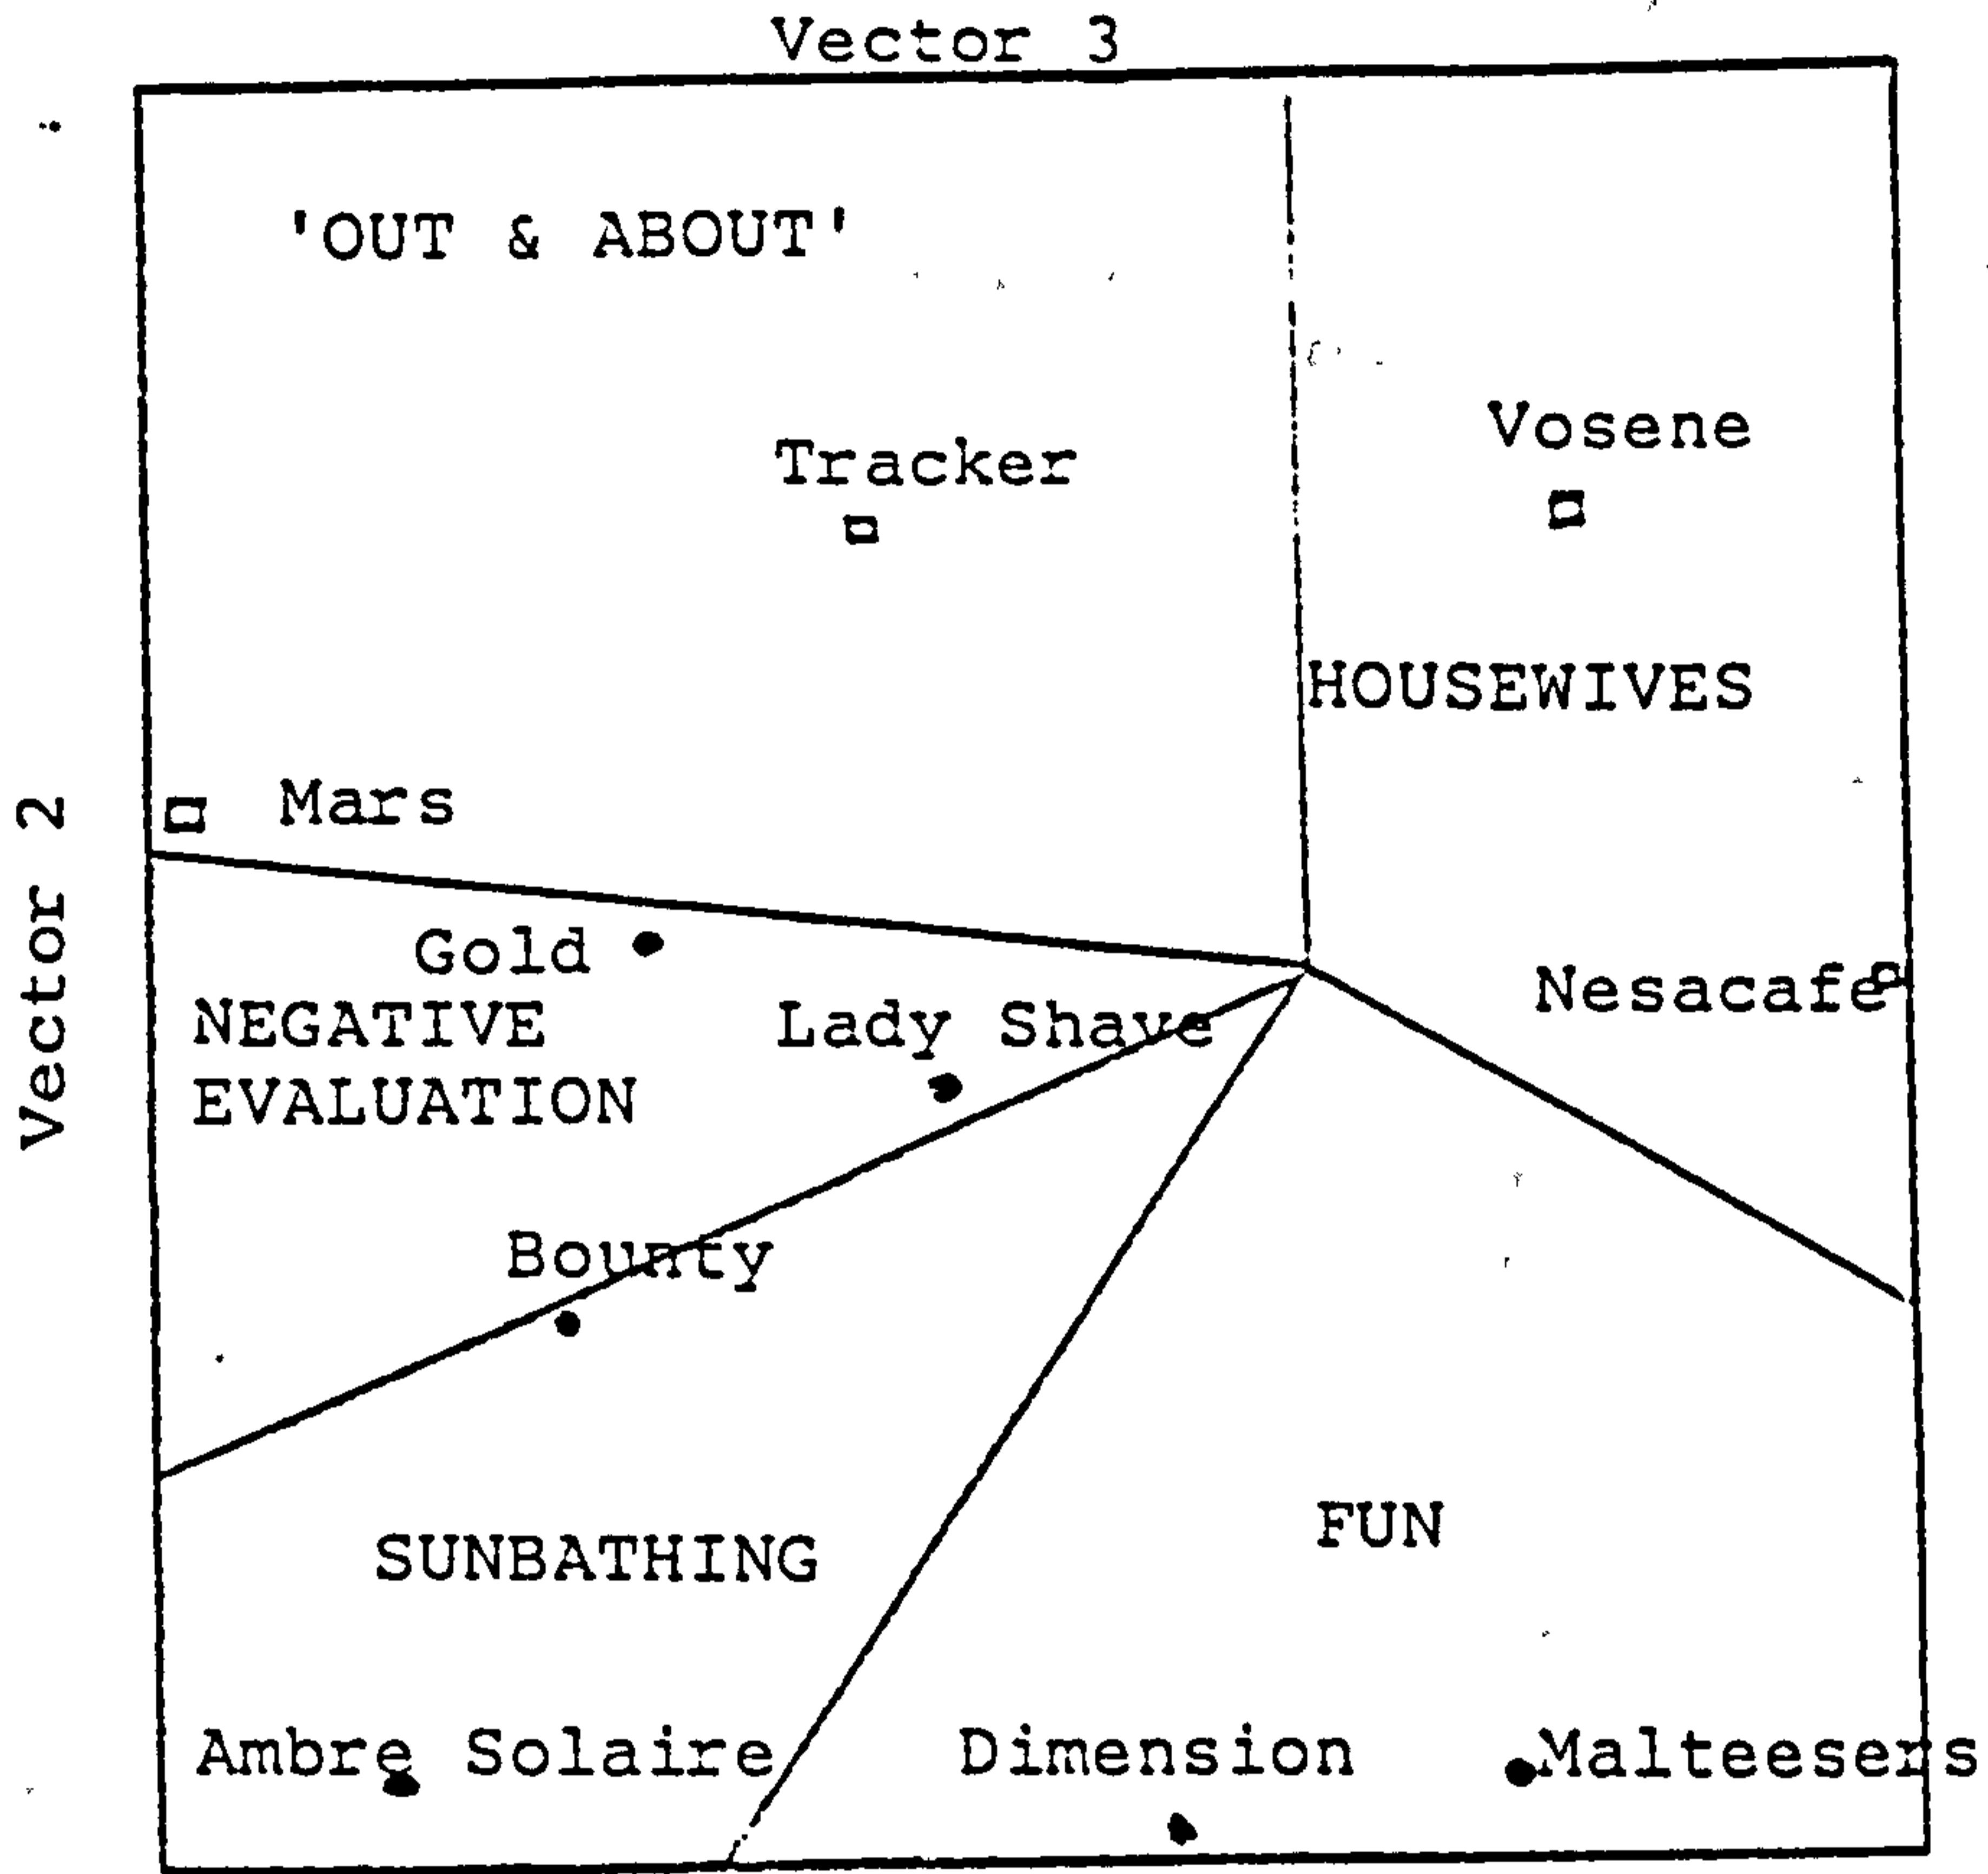 Vector 3
'OUT & ABOUT'
Vosene
Tracker
HOUSEWIVES
Mars
Vector 2
Gold
Nesacafe
NEGATIVE
EVALUATION
Lady Shave
Bounty
FUN
SUNBATHING
Ambre Solaire
Dimension
Malteesers